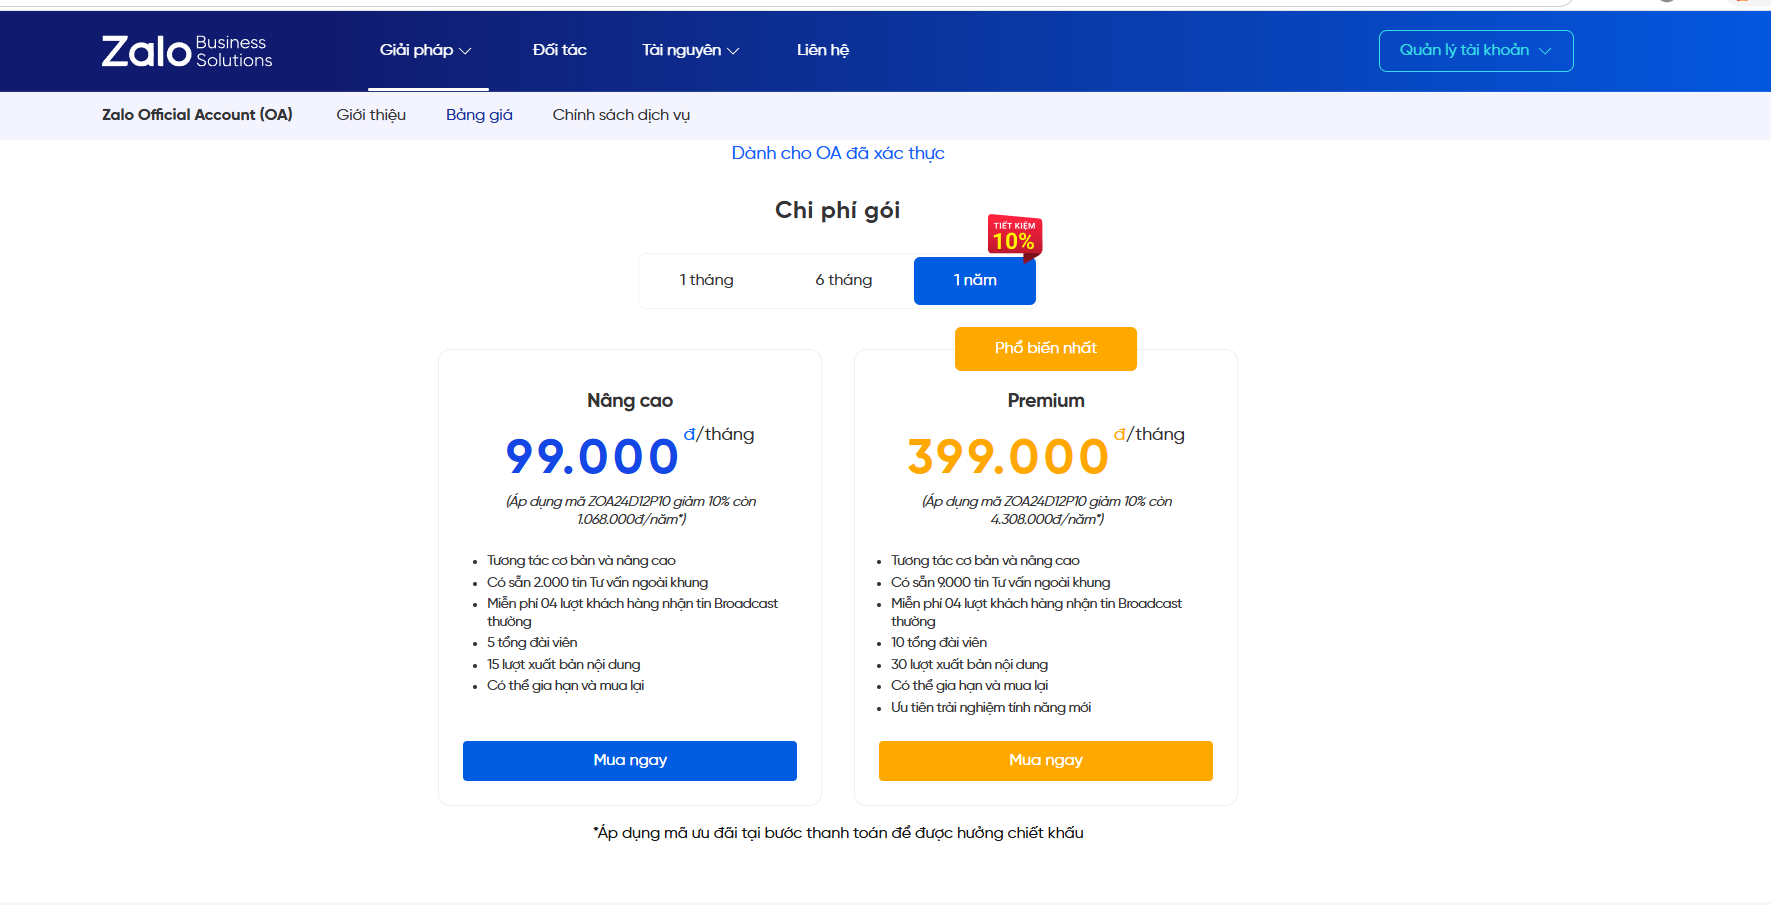 Zalo Business Solutions
Giải pháp
Đối tác
Tài nguyên
Liên hệ
Quản lý tài khoản
Zalo Official Account (OA)
Giới thiệu
Bảng giá
Chính sách dịch vụ
Dành cho OA đã xác thực
Chi phí gói
TIẾT KIỆM
10%
1 tháng
6 tháng
1 năm
Nâng cao
99.000 đ/tháng
(Áp dụng mã ZOA24D12P10 giảm 10% còn
1.068.000đ/năm*)
Tương tác cơ bản và nâng cao
Có sẵn 2.000 tin Tư vấn ngoài khung
Miễn phí 04 lượt khách hàng nhận tin Broadcast
thường
5 tổng đài viên
15 lượt xuất bản nội dung
Có thể gia hạn và mua lại
Mua ngay
Phổ biến nhất
Premium
399.000 đ/tháng
(Áp dụng mã ZOA24D12P10 giảm 10% còn
4.308.000đ/năm*)
Tương tác cơ bản và nâng cao
Có sẵn 9.000 tin Tư vấn ngoài khung
Miễn phí 04 lượt khách hàng nhận tin Broadcast
thường
10 tổng đài viên
30 lượt xuất bản nội dung
Có thể gia hạn và mua lại
Ưu tiên trải nghiệm tính năng mới
Mua ngay
*Áp dụng mã ưu đãi tại bước thanh toán để được hưởng chiết khấu